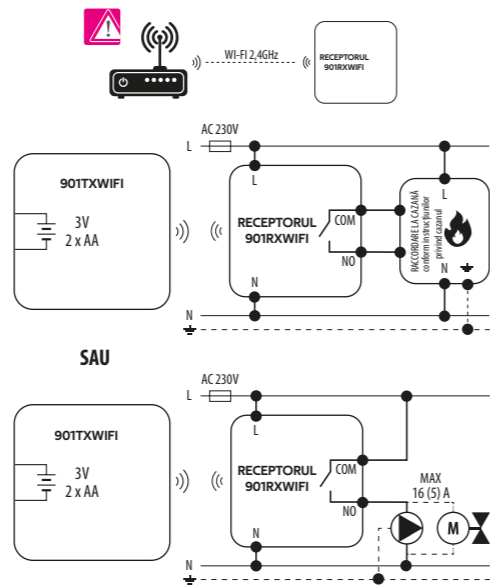 WI-FI 2,4GHz
RECEPTORUL
901RXWIFI
AC 230V
L
901TXWIFI
3V
2 x AA
L
RECEPTORUL
901RXWIFI
COM
NO
N
L
RACCORDARE LA CAZANĂ
conform instrucțiunilor
privind cazanul
N
N
SAU
AC 230V
L
901TXWIFI
3V
2 x AA
L
RECEPTORUL
901RXWIFI
COM
NO
N
MAX
16 (5) A
M
N